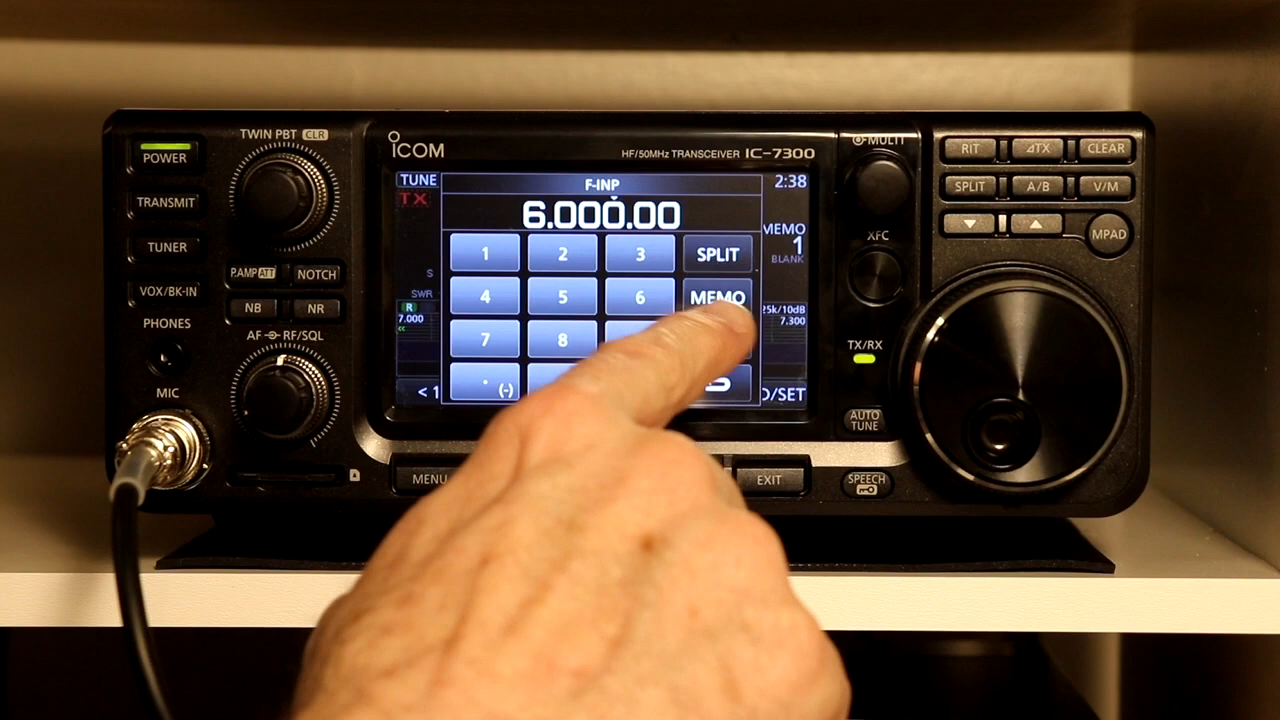 TWIN PBT CLR
ICOM
HF/50MHz TRANSCEIVER IC-7300
MULTI
POWER
TRANSMIT
TUNER
VOX/BK-IN
PHONES
MIC
P.AMP ATT
NOTCH
NB
NR
AF RF/SQL
TUNE
F-INP
2:38
TX
6.000.00
MEMO
1
BLANK
1 2 3 SPLIT
4 5 6 MEMO
7 8
. (-)
S
SWR
R
7.000
<<
25k/10dB
7.300
< 1
D/SET
MENU
EXIT
XFC
TX/RX
AUTO
TUNE
SPEECH
RIT
⊿TX
CLEAR
SPLIT
A/B
V/M
▼
▲
MPAD